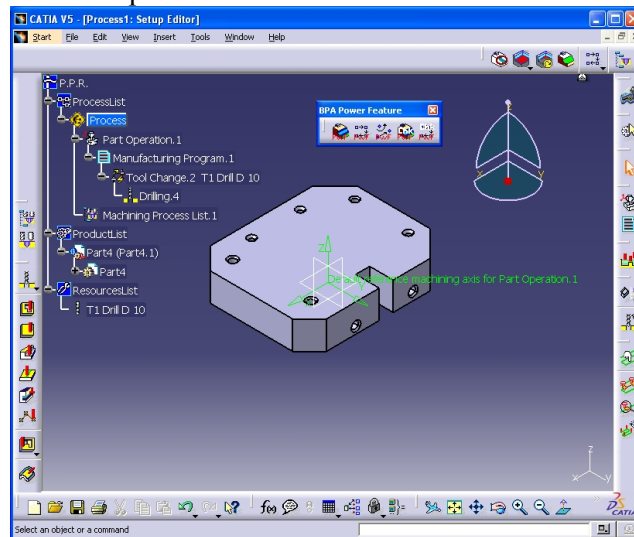 CATIA V5 - [Process1: Setup Editor]
Start File Edit View Insert Tools Window Help
P.P.R.
ProcessList
Process
Part Operation.1
Manufacturing Program.1
Tool Change.2 T1 Drill D 10
Drilling.4
Machining Process List.1
ProductList
Part4 (Part4.1)
Part4
ResourcesList
T1 Drill D 10
BPA Power Feature
Default reference machining axis for Part Operation.1
Select an object or a command